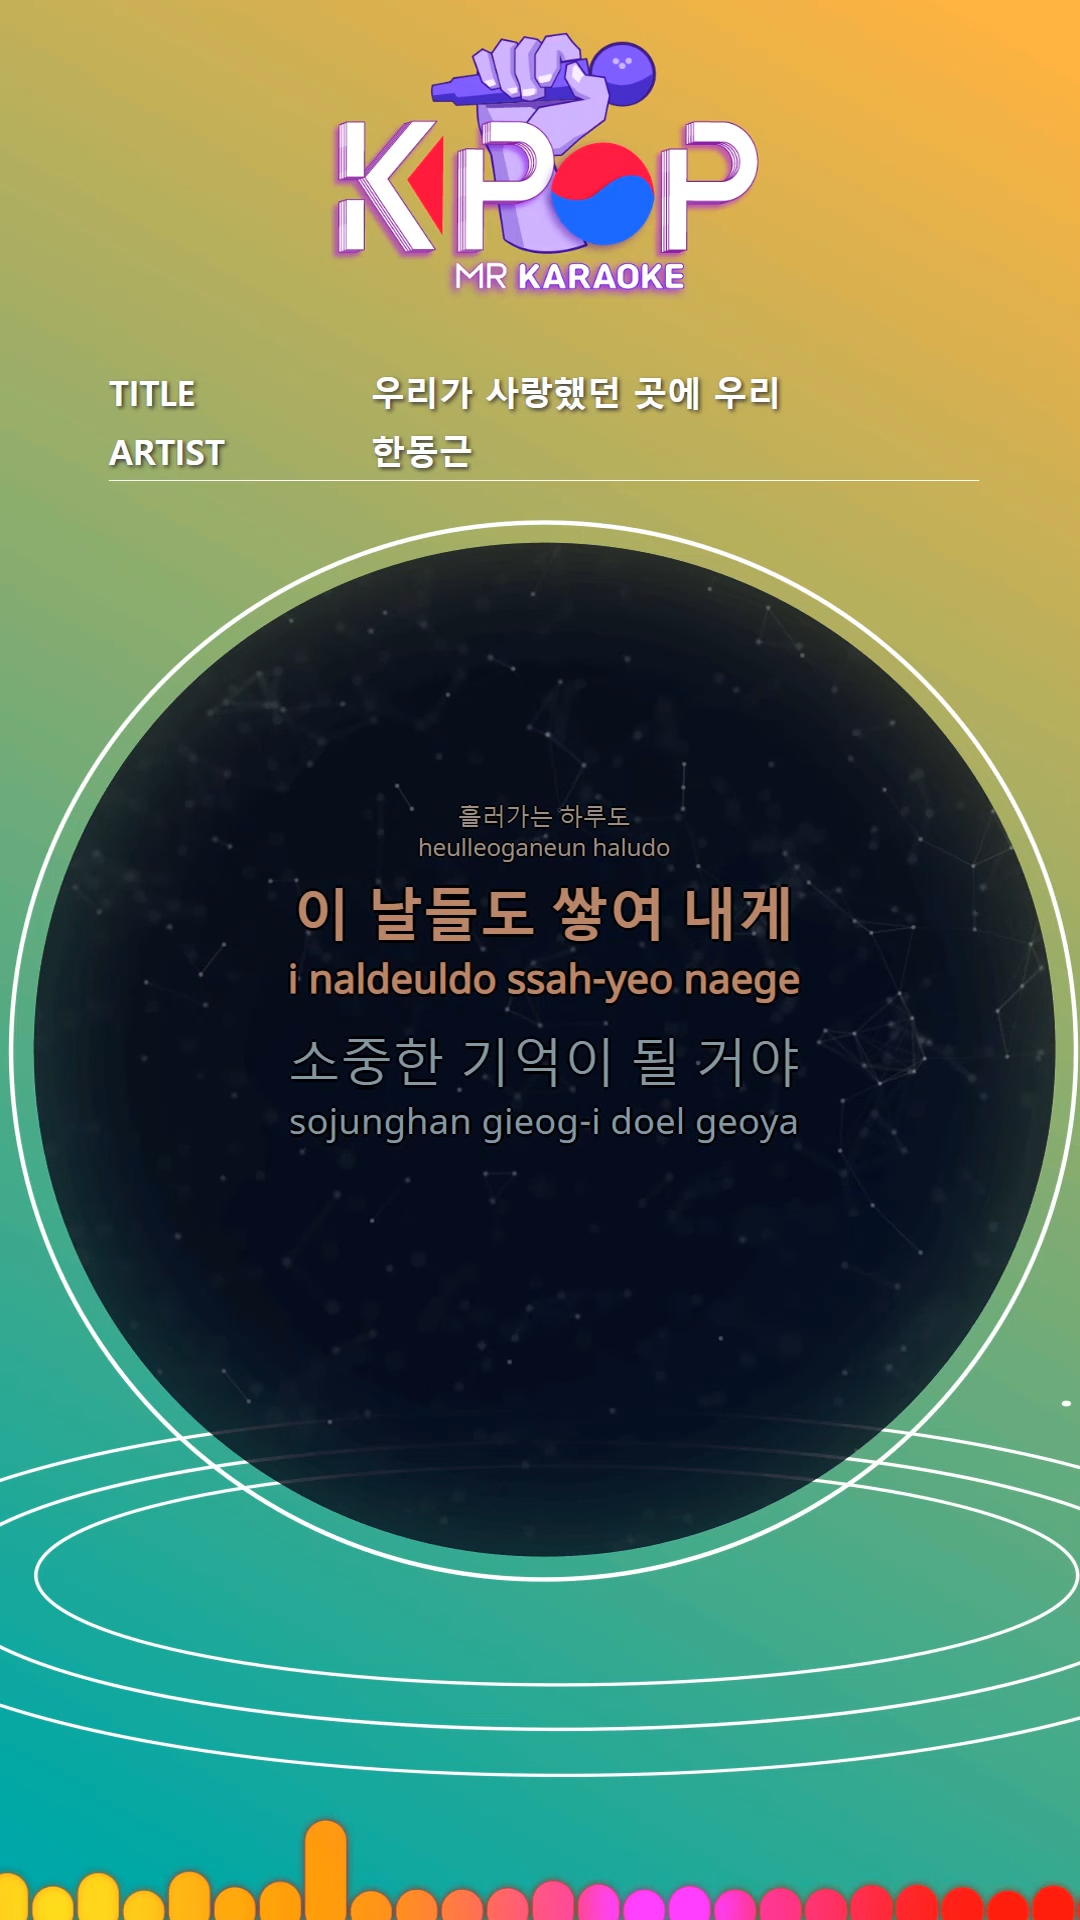 KPOP
MR KARAOKE
TITLE 우리가 사랑했던 곳에 우리
ARTIST 한동근
흘러가는 하루도
heulleoganeun haludo
이 날들도 쌓여 내게
i naldeuldo ssah-yeo naege
소중한 기억이 될 거야
sojunghan gieog-i doel geoya